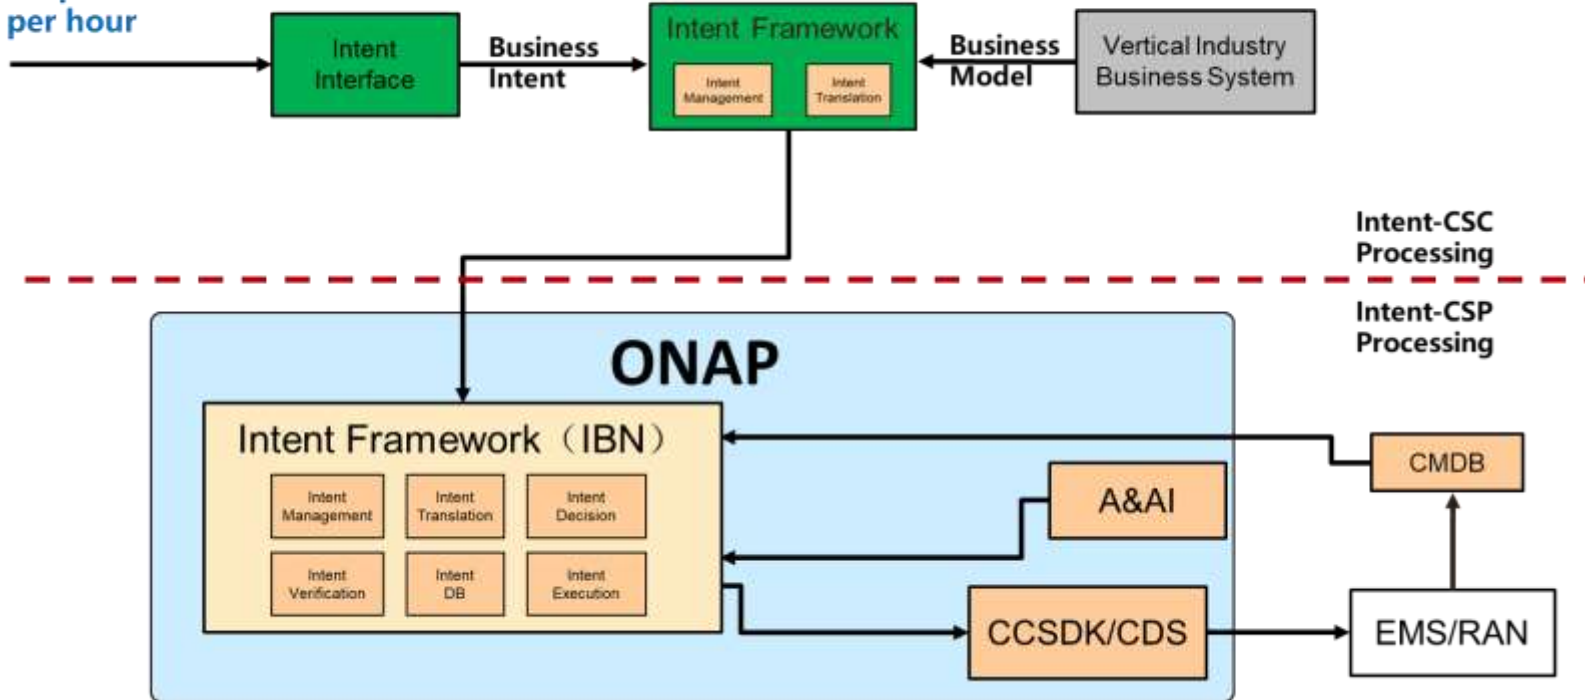 per hour
Intent
Interface
Business
Intent
Intent Framework
Intent
Management
Intent
Translation
Business
Model
Vertical Industry
Business System
Intent-CSC
Processing
Intent-CSP
Processing
ONAP
Intent Framework（IBN）
Intent
Management
Intent
Translation
Intent
Decision
Intent
Verification
Intent
DB
Intent
Execution
A&AI
CMDB
CCSDK/CDS
EMS/RAN